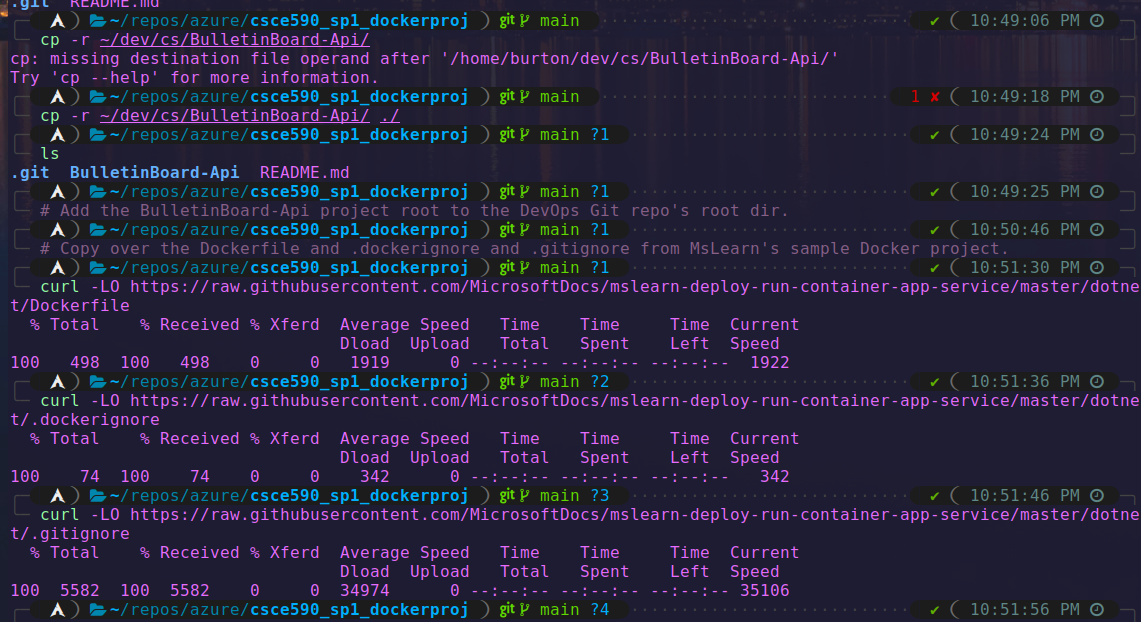 .git  README.md
~/repos/azure/csce590_sp1_dockerproj ) git main ✔ ( 10:49:06 PM
cp -r ~/dev/cs/BulletinBoard-Api/
cp: missing destination file operand after '/home/burton/dev/cs/BulletinBoard-Api/'
Try 'cp --help' for more information.
~/repos/azure/csce590_sp1_dockerproj ) git main 1 ✘ ( 10:49:18 PM
cp -r ~/dev/cs/BulletinBoard-Api/ ./
~/repos/azure/csce590_sp1_dockerproj ) git main ?1 ✔ ( 10:49:24 PM
ls
.git  BulletinBoard-Api  README.md
~/repos/azure/csce590_sp1_dockerproj ) git main ?1 ✔ ( 10:49:25 PM
# Add the BulletinBoard-Api project root to the DevOps Git repo's root dir.
~/repos/azure/csce590_sp1_dockerproj ) git main ?1 ✔ ( 10:50:46 PM
# Copy over the Dockerfile and .dockerignore and .gitignore from MsLearn's sample Docker project.
~/repos/azure/csce590_sp1_dockerproj ) git main ?1 ✔ ( 10:51:30 PM
curl -LO https://raw.githubusercontent.com/MicrosoftDocs/mslearn-deploy-run-container-app-service/master/dotne
t/Dockerfile
% Total    % Received % Xferd  Average Speed   Time    Time     Time  Current
Dload  Upload   Total   Spent    Left  Speed
100   498  100   498    0     0   1919      0 --:--:-- --:--:-- --:--:--  1922
~/repos/azure/csce590_sp1_dockerproj ) git main ?2 ✔ ( 10:51:36 PM
curl -LO https://raw.githubusercontent.com/MicrosoftDocs/mslearn-deploy-run-container-app-service/master/dotne
t/.dockerignore
% Total    % Received % Xferd  Average Speed   Time    Time     Time  Current
Dload  Upload   Total   Spent    Left  Speed
100    74  100    74    0     0    342      0 --:--:-- --:--:-- --:--:--   342
~/repos/azure/csce590_sp1_dockerproj ) git main ?3 ✔ ( 10:51:46 PM
curl -LO https://raw.githubusercontent.com/MicrosoftDocs/mslearn-deploy-run-container-app-service/master/dotne
t/.gitignore
% Total    % Received % Xferd  Average Speed   Time    Time     Time  Current
Dload  Upload   Total   Spent    Left  Speed
100  5582  100  5582    0     0  34974      0 --:--:-- --:--:-- --:--:-- 35106
~/repos/azure/csce590_sp1_dockerproj ) git main ?4 ✔ ( 10:51:56 PM